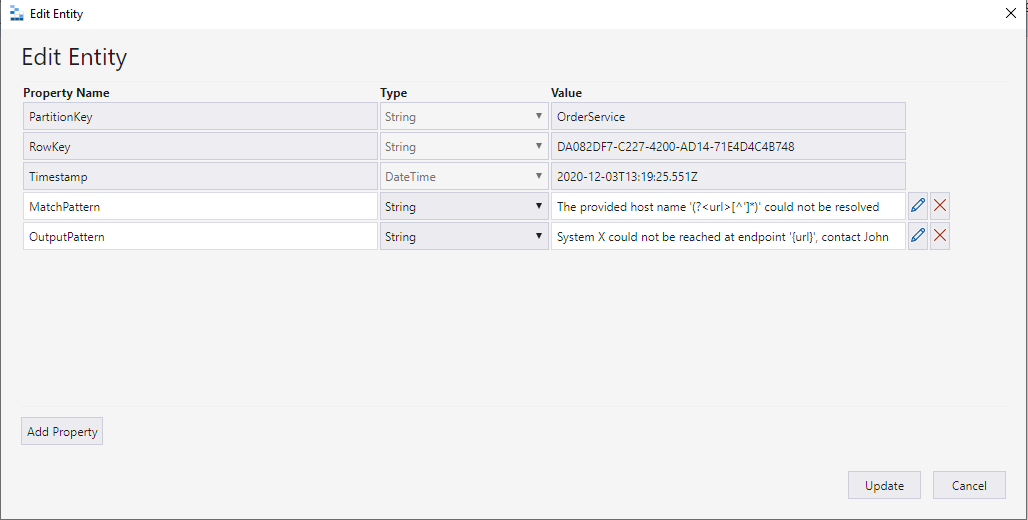 Edit Entity
Edit Entity
Property Name Type Value
PartitionKey String OrderService
RowKey String DA082DF7-C227-4200-AD14-71E4D4C4B748
Timestamp DateTime 2020-12-03T13:19:25.551Z
MatchPattern String The provided host name '(?<url>[^']*)' could not be resolved
OutputPattern String System X could not be reached at endpoint '{url}', contact John
Add Property
Update Cancel